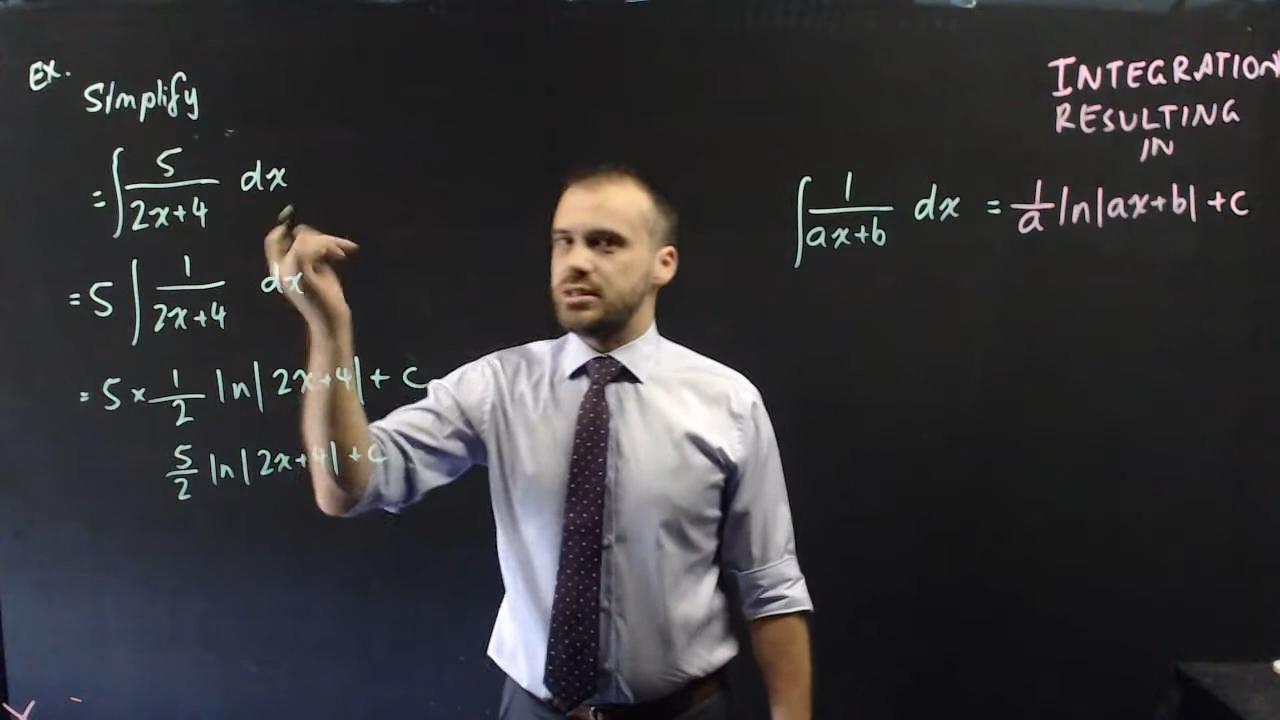 Ex.
Simplify
= ∫ 5/(2x+4) dx
= 5 ∫ 1/(2x+4) dx
= 5 × 1/2 ln|2x+4| + c
5/2 ln|2x+4| + c
INTEGRATION
RESULTING
IN
∫ 1/(ax+b) dx = 1/a ln|ax+b| + c